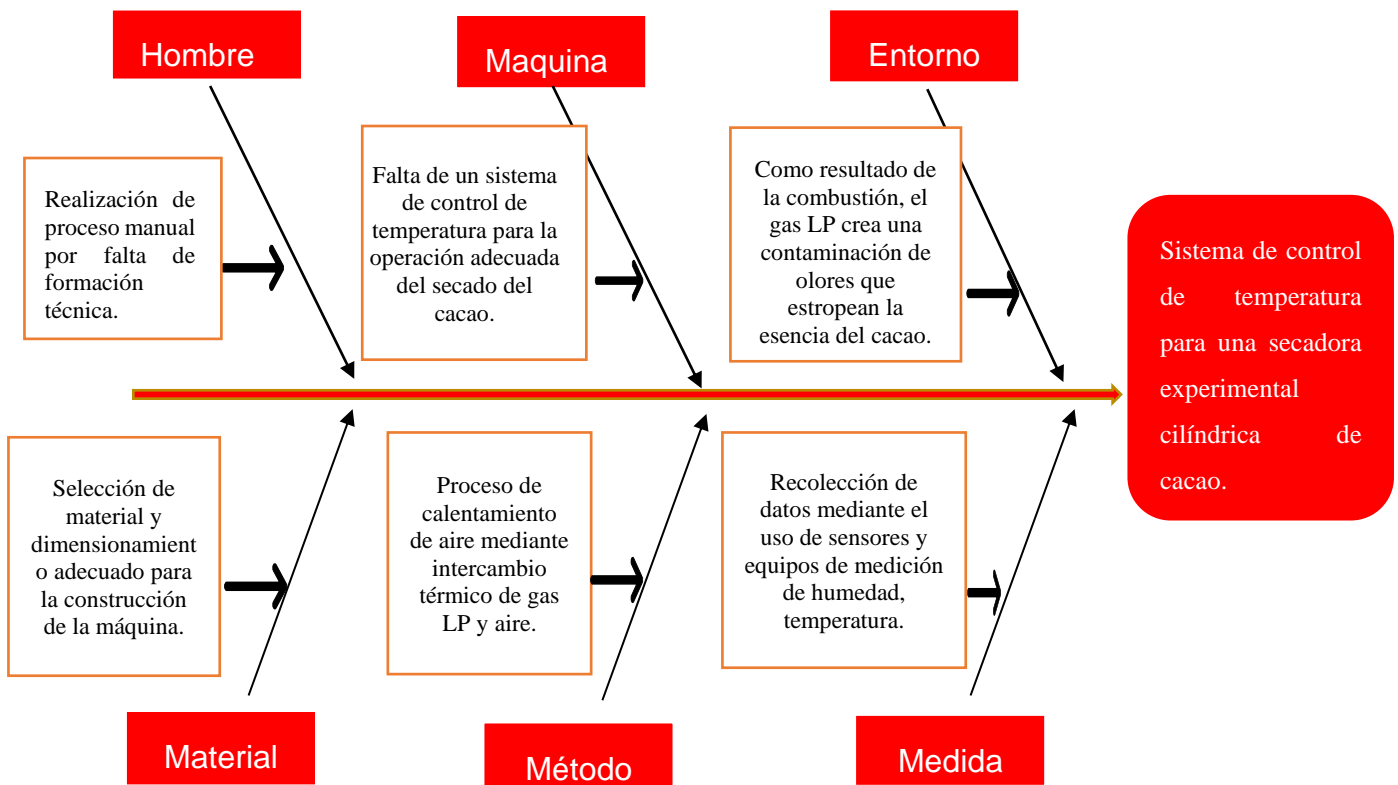 Hombre
Maquina
Entorno
Realización de
proceso manual
por falta de
formación
técnica.
Falta de un sistema
de control de
temperatura para la
operación adecuada
del secado del
cacao.
Como resultado de
la combustión, el
gas LP crea una
contaminación de
olores que
estropean la
esencia del cacao.
Sistema de control
de temperatura
para una secadora
experimental
cilíndrica de
cacao.
Selección de
material y
dimensionamient
o adecuado para
la construcción
de la máquina.
Proceso de
calentamiento
de aire mediante
intercambio
térmico de gas
LP y aire.
Recolección de
datos mediante el
uso de sensores y
equipos de medición
de humedad,
temperatura.
Material
Método
Medida